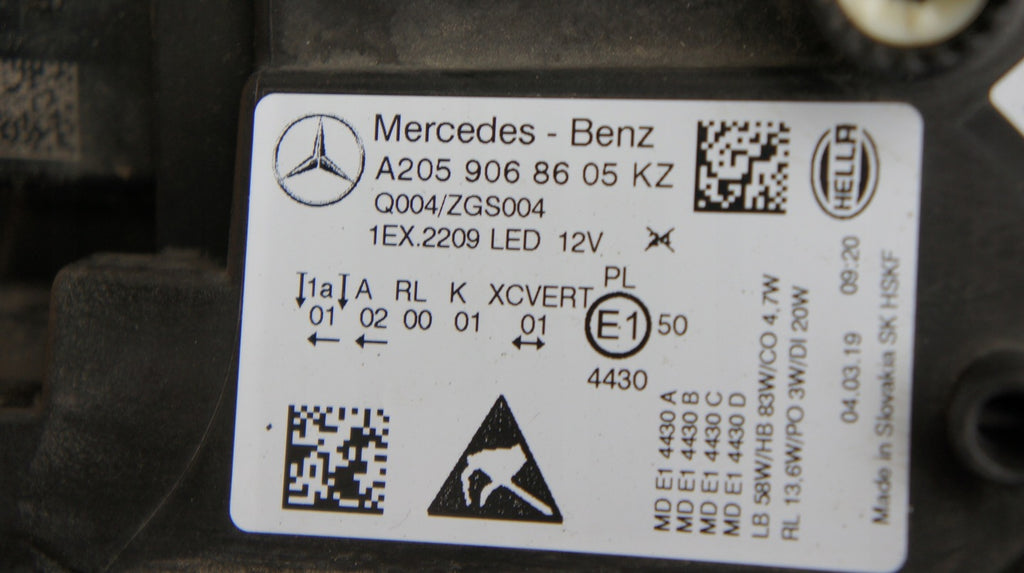 Mercedes - Benz
A205 906 8605 KZ
Q004/ZGS004
1EX.2209 LED 12V 24
HELLA
1a A RL K XCVERT PL
01 02 00 01 01 E1 50
4430
MD E1 4430 A
MD E1 4430 B
MD E1 4430 C
MD E1 4430 D
LB 58W/HB 83W/CO 4,7W
RL 13,6W/PO 3W/DI 20W
04.03.19 09:20
Made in Slovakia SK HSKF